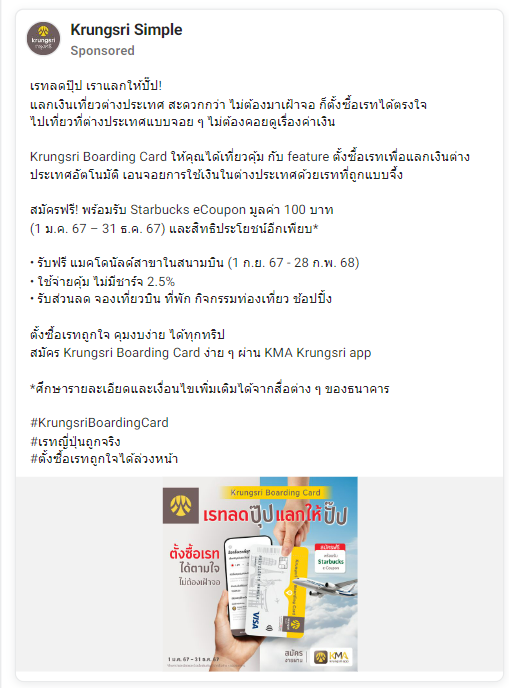 Krungsri Simple
Sponsored
krungsri
กรุงศรี
เรทลดปุ๊ป เราแลกให้ปั๊ป!
แลกเงินเที่ยวต่างประเทศ สะดวกกว่า ไม่ต้องมาเฝ้าจอ ก็ตั้งซื้อเรทได้ตรงใจ
ไปเที่ยวที่ต่างประเทศแบบจอย ๆ ไม่ต้องคอยดูเรื่องค่าเงิน
Krungsri Boarding Card ให้คุณได้เที่ยวคุ้ม กับ feature ตั้งซื้อเรทเพื่อแลกเงินต่าง
ประเทศอัตโนมัติ เอนจอยการใช้เงินในต่างประเทศด้วยเรทที่ถูกแบบจึ้ง
สมัครฟรี! พร้อมรับ Starbucks eCoupon มูลค่า 100 บาท
(1 ม.ค. 67 – 31 ธ.ค. 67) และสิทธิประโยชน์อีกเพียบ*
• รับฟรี แมคโดนัลด์สาขาในสนามบิน (1 ก.ย. 67 - 28 ก.พ. 68)
• ใช้จ่ายคุ้ม ไม่มีชาร์จ 2.5%
• รับส่วนลด จองเที่ยวบิน ที่พัก กิจกรรมท่องเที่ยว ช้อปปิ้ง
ตั้งซื้อเรทถูกใจ คุมงบง่าย ได้ทุกทริป
สมัคร Krungsri Boarding Card ง่าย ๆ ผ่าน KMA Krungsri app
*ศึกษารายละเอียดและเงื่อนไขเพิ่มเติมได้จากสื่อต่าง ๆ ของธนาคาร
#KrungsriBoardingCard
#เรทญี่ปุ่นถูกจริง
#ตั้งซื้อเรทถูกใจได้ล่วงหน้า
Krungsri Boarding Card
เรทลดปุ๊ป แลกให้ปั๊ป
ตั้งซื้อเรท
ได้ตามใจ
ไม่ต้องเฝ้าจอ
สมัครฟรี
Starbucks
e Coupon
Krungsri Boarding Card
VISA
1 ม.ค. 67 - 31 ธ.ค. 67
สมัคร
KMA